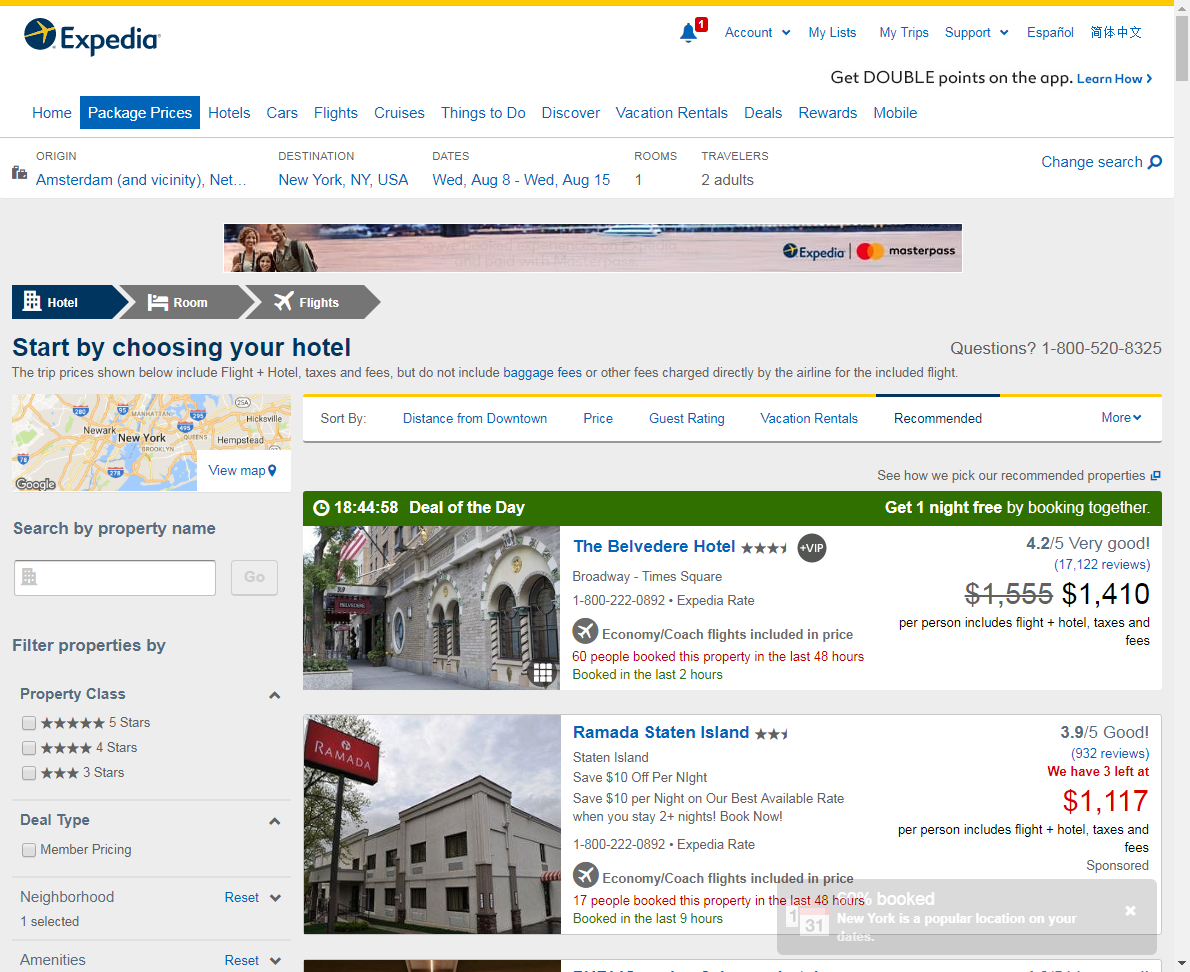 Expedia
1
Account
My Lists
My Trips
Support
Español
简体中文
Get DOUBLE points on the app. Learn How
Home
Package Prices
Hotels
Cars
Flights
Cruises
Things to Do
Discover
Vacation Rentals
Deals
Rewards
Mobile
ORIGIN
Amsterdam (and vicinity), Net...
DESTINATION
New York, NY, USA
DATES
Wed, Aug 8 - Wed, Aug 15
ROOMS
1
TRAVELERS
2 adults
Change search
Expedia | masterpass
Hotel
Room
Flights
Start by choosing your hotel
Questions? 1-800-520-8325
The trip prices shown below include Flight + Hotel, taxes and fees, but do not include baggage fees or other fees charged directly by the airline for the included flight.
280
95
MANHATTAN
295
25A
Hicksville
Newark
New York
495
QUEENS
Hempstead
BROOKLYN
78
278
Google
View map
Search by property name
Go
Filter properties by
Property Class
5 Stars
4 Stars
3 Stars
Deal Type
Member Pricing
Neighborhood
Reset
1 selected
Amenities
Reset
Sort By:
Distance from Downtown
Price
Guest Rating
Vacation Rentals
Recommended
More
See how we pick our recommended properties
18:44:58 Deal of the Day
Get 1 night free by booking together.
319
BELVEDERE
The Belvedere Hotel
+VIP
Broadway - Times Square
1-800-222-0892 • Expedia Rate
Economy/Coach flights included in price
60 people booked this property in the last 48 hours
Booked in the last 2 hours
4.2/5 Very good!
(17,122 reviews)
$1,555 $1,410
per person includes flight + hotel, taxes and
fees
RAMADA
Ramada Staten Island
Staten Island
Save $10 Off Per NIght
Save $10 per Night on Our Best Available Rate
when you stay 2+ nights! Book Now!
1-800-222-0892 • Expedia Rate
Economy/Coach flights included in price
17 people booked this property in the last 48 hours
Booked in the last 9 hours
3.9/5 Good!
(932 reviews)
We have 3 left at
$1,117
per person includes flight + hotel, taxes and
fees
Sponsored
1
31
60% booked
New York is a popular location on your
dates.